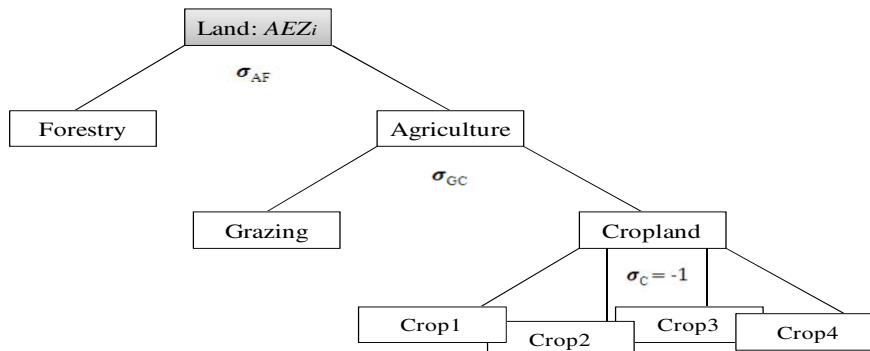 Land: AEZi
σAF
Forestry
Agriculture
σGC
Grazing
Cropland
σC = -1
Crop1
Crop2
Crop3
Crop4